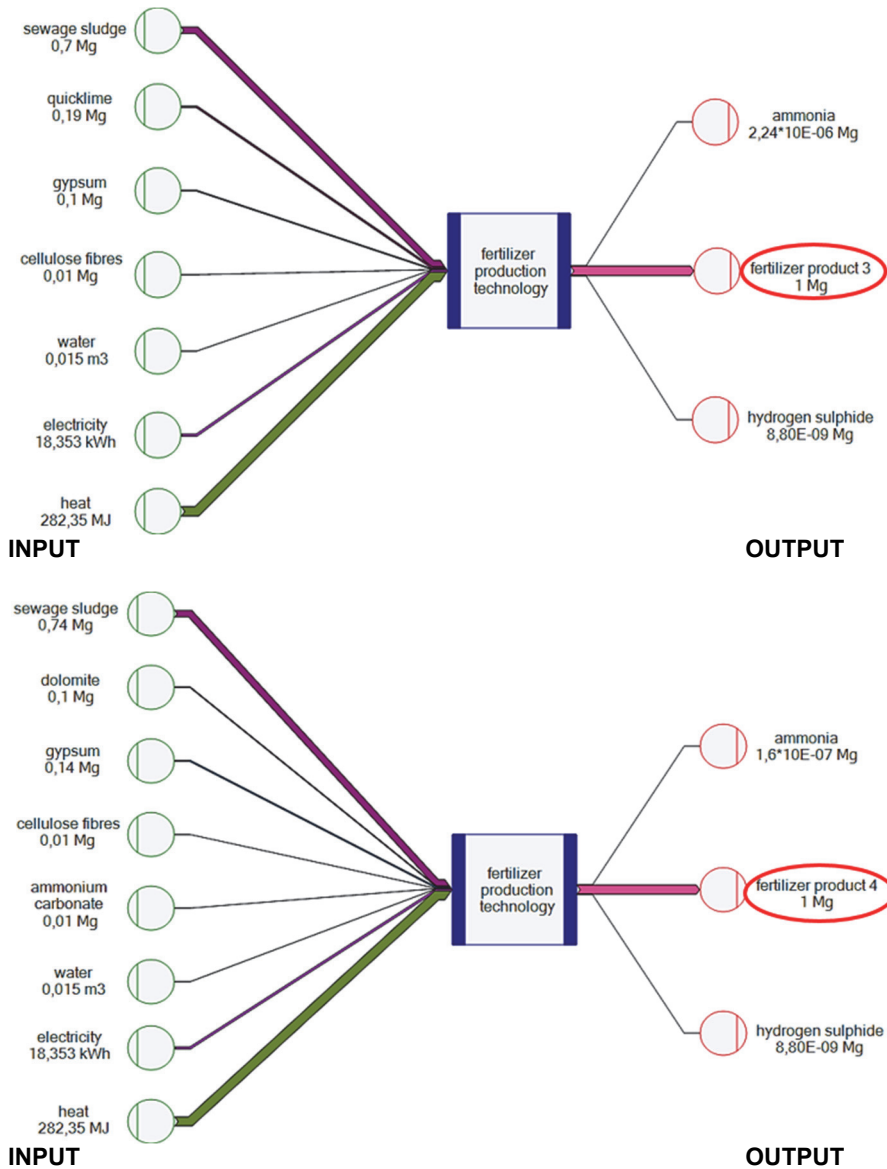 sewage sludge
0,7 Mg
quicklime
0,19 Mg
gypsum
0,1 Mg
cellulose fibres
0,01 Mg
water
0,015 m3
electricity
18,353 kWh
heat
282,35 MJ
fertilizer
production
technology
ammonia
2,24*10E-06 Mg
fertilizer product 3
1 Mg
hydrogen sulphide
8,80E-09 Mg
INPUT
OUTPUT
sewage sludge
0,74 Mg
dolomite
0,1 Mg
gypsum
0,14 Mg
cellulose fibres
0,01 Mg
ammonium
carbonate
0,01 Mg
water
0,015 m3
electricity
18,353 kWh
heat
282,35 MJ
fertilizer
production
technology
ammonia
1,6*10E-07 Mg
fertilizer product 4
1 Mg
hydrogen sulphide
8,80E-09 Mg
INPUT
OUTPUT